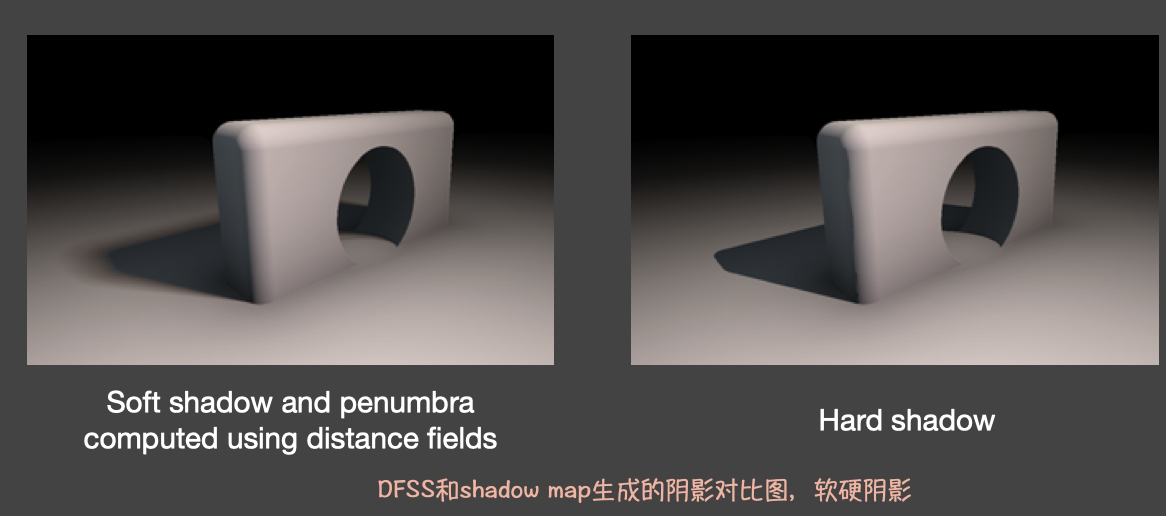 Soft shadow and penumbra
computed using distance fields
Hard shadow
DFSS和shadow map生成的阴影对比图，软硬阴影